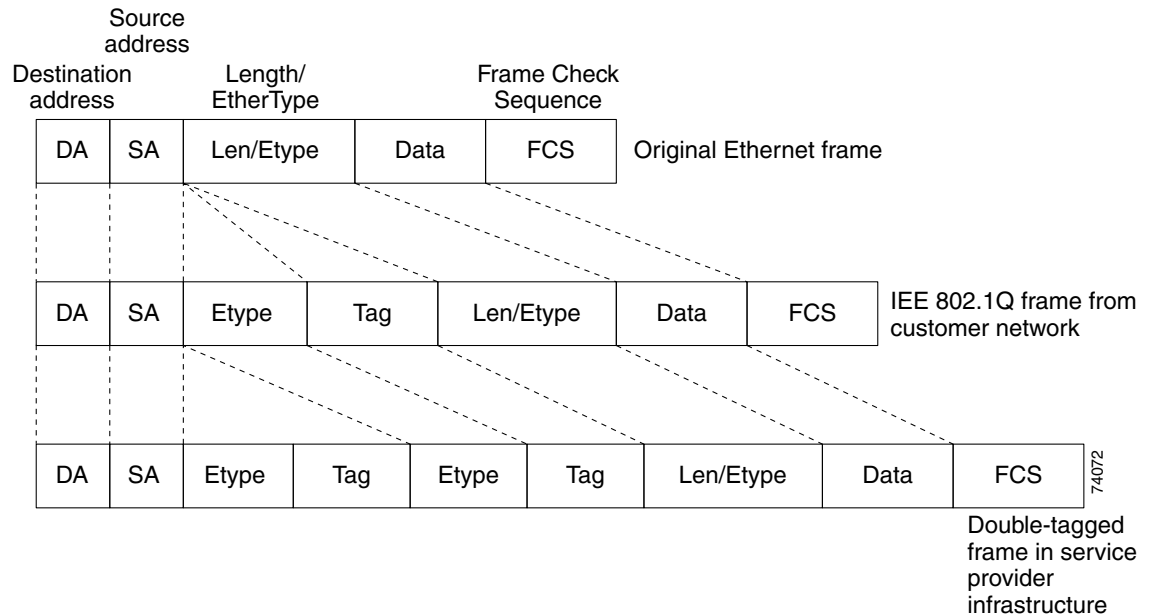 Source
address
Destination
address
Length/
EtherType
Frame Check
Sequence
DA SA Len/Etype Data FCS Original Ethernet frame
DA SA Etype Tag Len/Etype Data FCS
IEE 802.1Q frame from
customer network
DA SA Etype Tag Etype Tag Len/Etype Data FCS
74072
Double-tagged
frame in service
provider
infrastructure